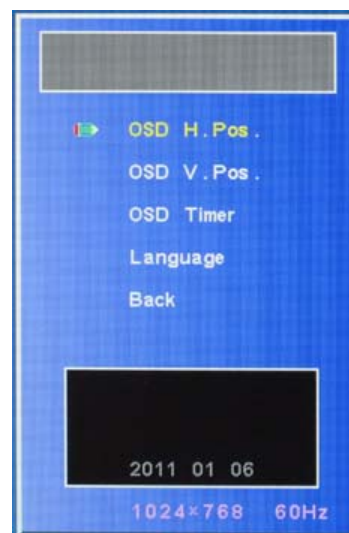 OSD H.Pos.
OSD V.Pos.
OSD Timer
Language
Back
2011 01 06
1024×768 60Hz